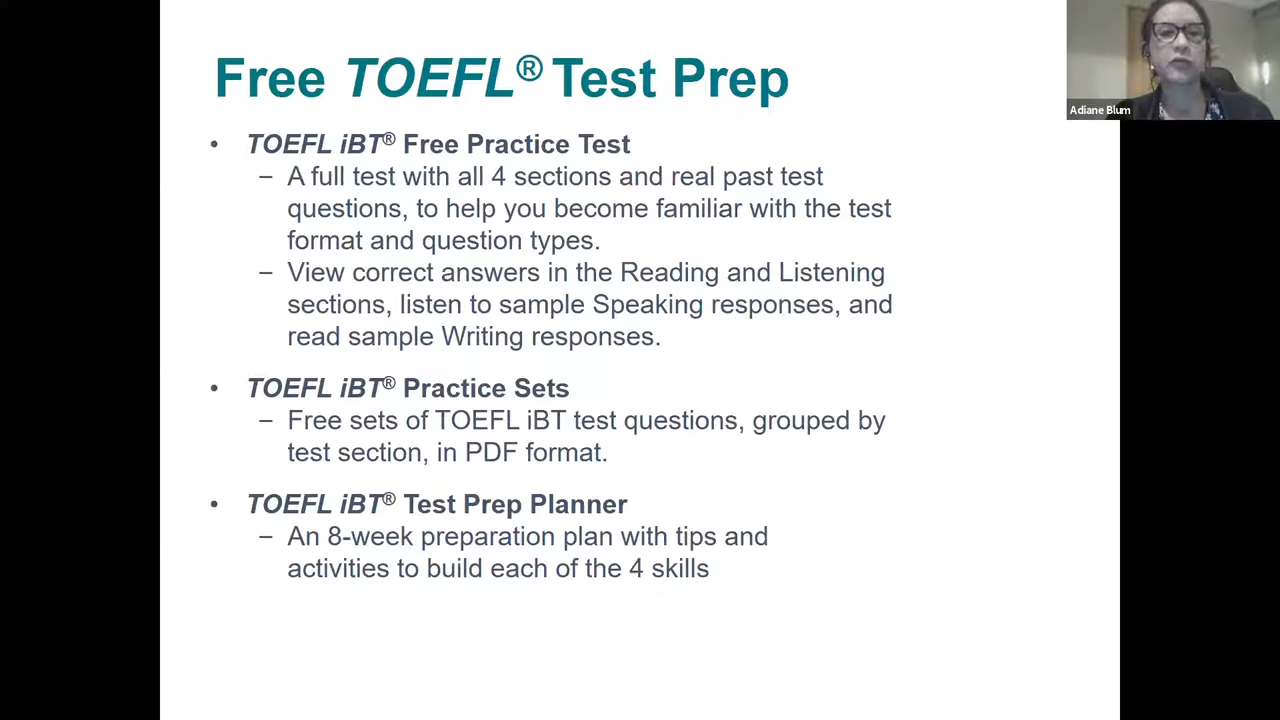 Free TOEFL® Test Prep
Adiane Blum
• TOEFL iBT® Free Practice Test
– A full test with all 4 sections and real past test
questions, to help you become familiar with the test
format and question types.
– View correct answers in the Reading and Listening
sections, listen to sample Speaking responses, and
read sample Writing responses.
• TOEFL iBT® Practice Sets
– Free sets of TOEFL iBT test questions, grouped by
test section, in PDF format.
• TOEFL iBT® Test Prep Planner
– An 8-week preparation plan with tips and
activities to build each of the 4 skills